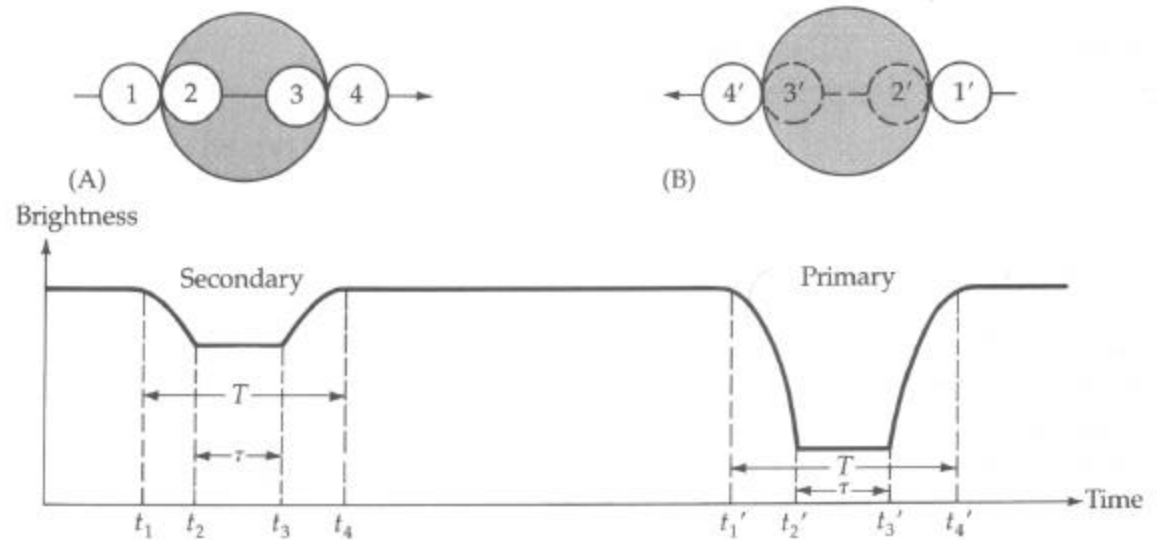 1 2 3 4
4′ 3′ 2′ 1′
(A)
(B)
Brightness
Secondary
Primary
T
τ
T
τ
Time
t₁ t₂ t₃ t₄ t₁′ t₂′ t₃′ t₄′